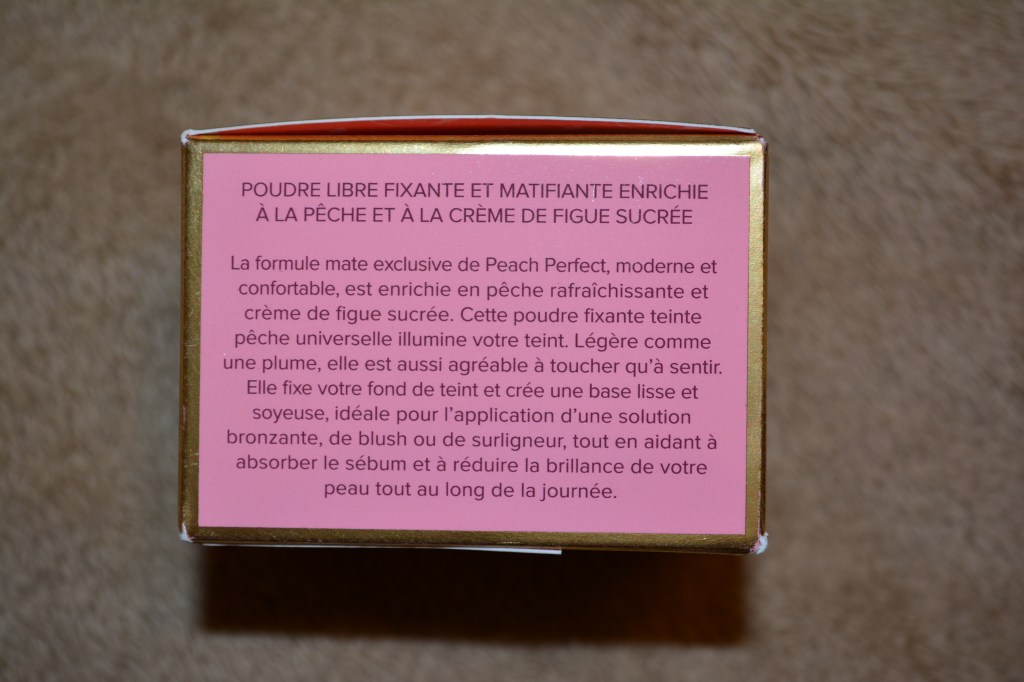 POUDRE LIBRE FIXANTE ET MATIFIANTE ENRICHIE
À LA PÊCHE ET À LA CRÈME DE FIGUE SUCRÉE
La formule mate exclusive de Peach Perfect, moderne et
confortable, est enrichie en pêche rafraîchissante et
crème de figue sucrée. Cette poudre fixante teinte
pêche universelle illumine votre teint. Légère comme
une plume, elle est aussi agréable à toucher qu'à sentir.
Elle fixe votre fond de teint et crée une base lisse et
soyeuse, idéale pour l'application d'une solution
bronzante, de blush ou de surligneur, tout en aidant à
absorber le sébum et à réduire la brillance de votre
peau tout au long de la journée.